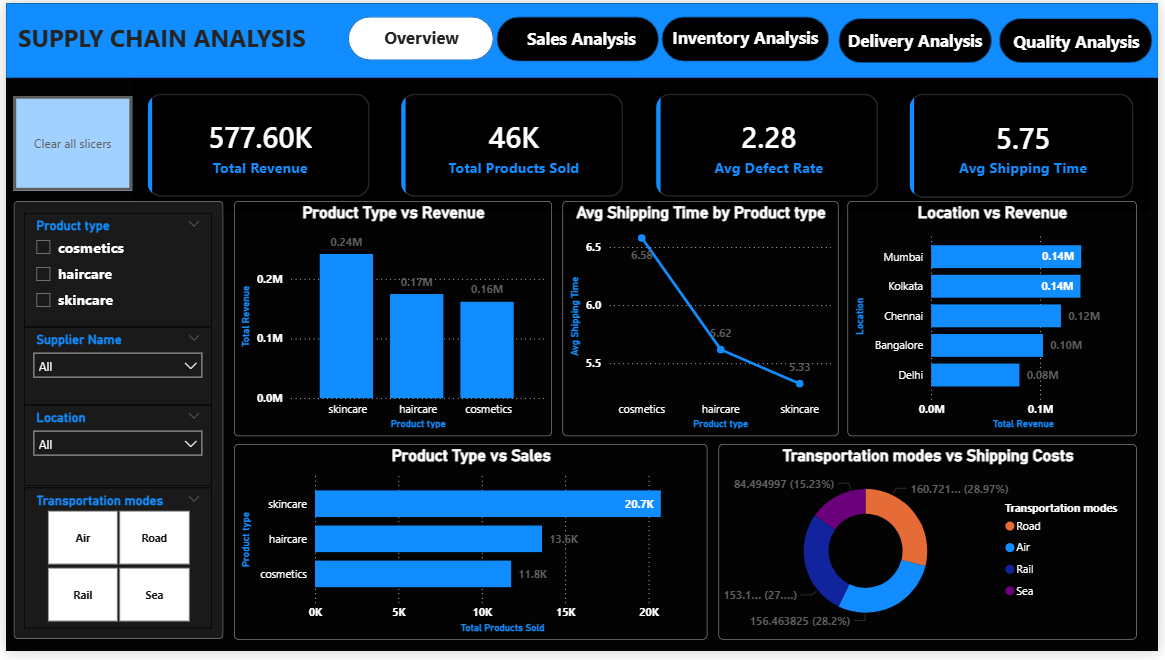 SUPPLY CHAIN ANALYSIS
Overview
Sales Analysis
Inventory Analysis
Delivery Analysis
Quality Analysis
Clear all slicers
577.60K
Total Revenue
46K
Total Products Sold
2.28
Avg Defect Rate
5.75
Avg Shipping Time
Product type
cosmetics
haircare
skincare
Supplier Name
All
Location
All
Transportation modes
Air
Road
Rail
Sea
Product Type vs Revenue
Total Revenue
0.2M
0.1M
0.0M
0.24M
0.17M
0.16M
skincare
haircare
cosmetics
Product type
Avg Shipping Time by Product type
Avg Shipping Time
6.5
6.0
5.5
6.58
5.62
5.33
cosmetics
haircare
skincare
Product type
Location vs Revenue
Location
Mumbai
0.14M
Kolkata
0.14M
Chennai
0.12M
Bangalore
0.10M
Delhi
0.08M
0.0M
0.1M
Total Revenue
Product Type vs Sales
Product type
skincare
20.7K
haircare
13.6K
cosmetics
11.8K
0K
5K
10K
15K
20K
Total Products Sold
Transportation modes vs Shipping Costs
84.494997 (15.23%)
160.721... (28.97%)
153.1... (27....)
156.463825 (28.2%)
Transportation modes
Road
Air
Rail
Sea